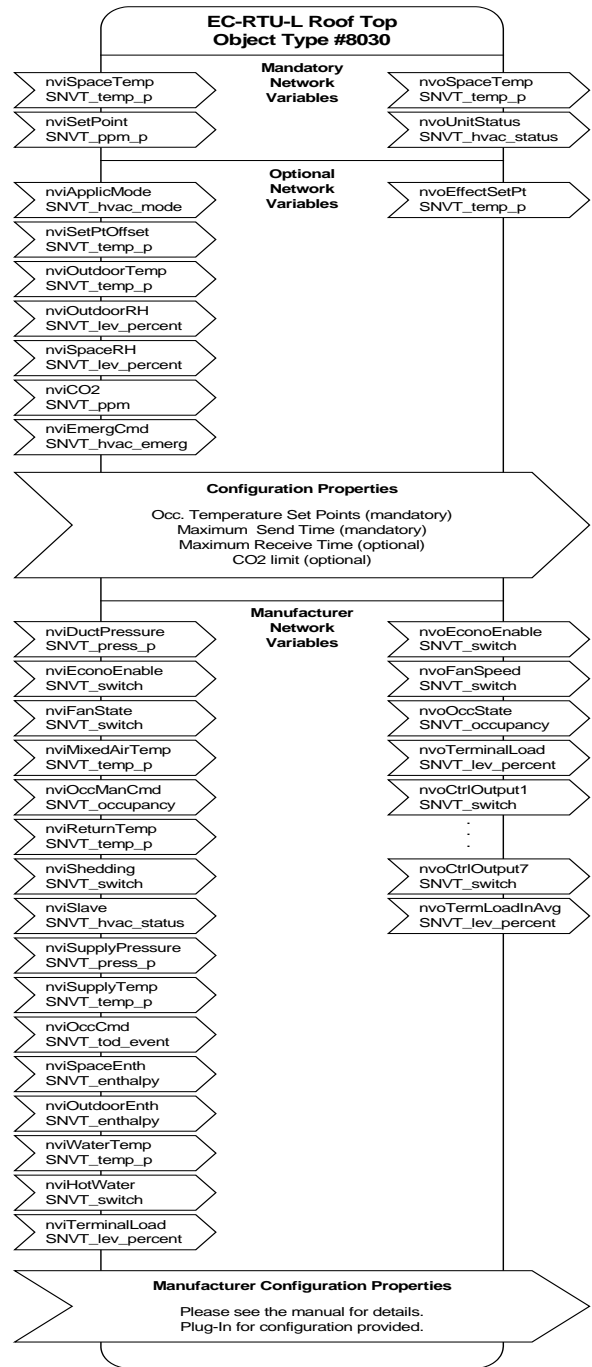 EC-RTU-L Roof Top
Object Type #8030
Mandatory
Network
Variables
nviSpaceTemp
SNVT_temp_p
nviSetPoint
SNVT_ppm_p
nvoSpaceTemp
SNVT_temp_p
nvoUnitStatus
SNVT_hvac_status
Optional
Network
Variables
nviApplicMode
SNVT_hvac_mode
nviSetPtOffset
SNVT_temp_p
nviOutdoorTemp
SNVT_temp_p
nviOutdoorRH
SNVT_lev_percent
nviSpaceRH
SNVT_lev_percent
nviCO2
SNVT_ppm
nviEmergCmd
SNVT_hvac_emerg
nvoEffectSetPt
SNVT_temp_p
Configuration Properties
Occ. Temperature Set Points (mandatory)
Maximum Send Time (mandatory)
Maximum Receive Time (optional)
CO2 limit (optional)
Manufacturer
Network
Variables
nviDuctPressure
SNVT_press_p
nviEconoEnable
SNVT_switch
nviFanState
SNVT_switch
nviMixedAirTemp
SNVT_temp_p
nviOccManCmd
SNVT_occupancy
nviReturnTemp
SNVT_temp_p
nviShedding
SNVT_switch
nviSlave
SNVT_hvac_status
nviSupplyPressure
SNVT_press_p
nviSupplyTemp
SNVT_temp_p
nviOccCmd
SNVT_tod_event
nviSpaceEnth
SNVT_enthalpy
nviOutdoorEnth
SNVT_enthalpy
nviWaterTemp
SNVT_temp_p
nviHotWater
SNVT_switch
nviTerminalLoad
SNVT_lev_percent
nvoEconoEnable
SNVT_switch
nvoFanSpeed
SNVT_switch
nvoOccState
SNVT_occupancy
nvoTerminalLoad
SNVT_lev_percent
nvoCtrlOutput1
SNVT_switch
.
.
.
nvoCtrlOutput7
SNVT_switch
nvoTermLoadInAvg
SNVT_lev_percent
Manufacturer Configuration Properties
Please see the manual for details.
Plug-In for configuration provided.